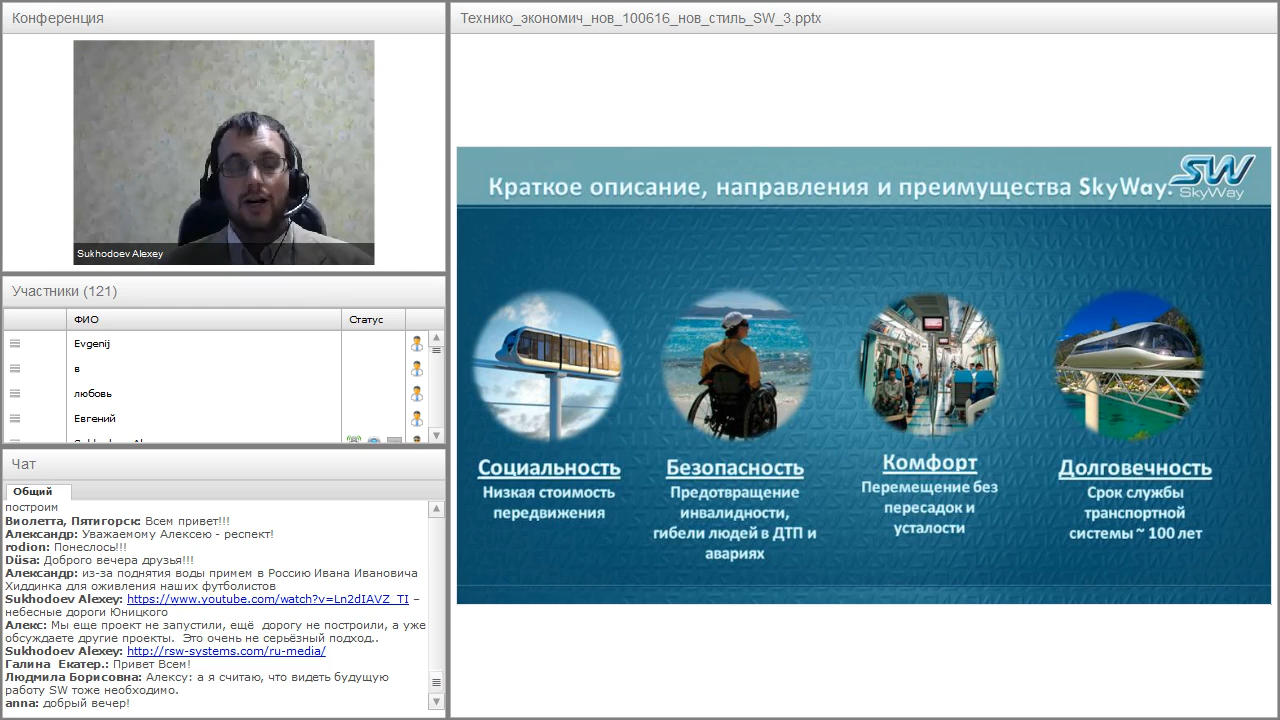 Конференция
Sukhodoev Alexey
Участники (121)
ФИО
Статус
Evgenij
в
любовь
Евгений
Чат
Общий
построим
Виолетта, Пятигорск: Всем привет!!!
Александр: Уважаемому Алексею - респект!
rodion: Понеслось!!!
Düsa: Доброго вечера друзья!!!
Александр: из-за поднятия воды примем в Россию Ивана Ивановича
Хиддинка для оживления наших футболистов
Sukhodoev Alexey: https://www.youtube.com/watch?v=Ln2dIAVZ_TI –
небесные дороги Юницкого
Алекс: Мы еще проект не запустили, ещё дорогу не построили, а уже
обсуждаете другие проекты. Это очень не серьёзный подход..
Sukhodoev Alexey: http://rsw-systems.com/ru-media/
Галина Екатер.: Привет Всем!
Людмила Борисовна: Алексу: а я считаю, что видеть будущую
работу SW тоже необходимо.
anna: добрый вечер!
Технико_экономич_нов_100616_нов_стиль_SW_3.pptx
Краткое описание, направления и преимущества SkyWay.
SW
SkyWay
Социальность
Низкая стоимость
передвижения
Безопасность
Предотвращение
инвалидности,
гибели людей в ДТП и
авариях
Комфорт
Перемещение без
пересадок и
усталости
Долговечность
Срок службы
транспортной
системы ~ 100 лет